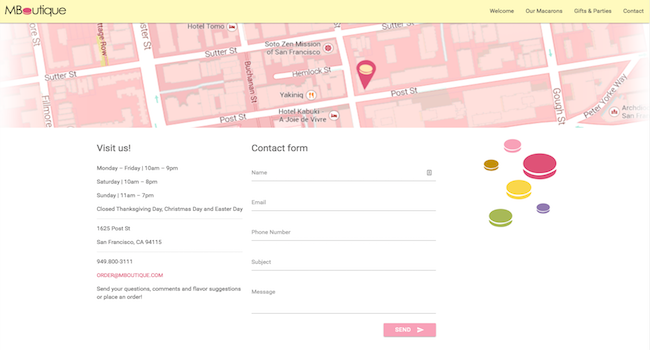 MBoutique
Welcome
Our Macarons
Gifts & Parties
Contact
Hotel Tomo
Soto Zen Mission
of San Francisco
Sutter St
Sutter St
Hemlock St
Buchanan St
Fillmore
Yakiniq
Post St
Hotel Kabuki
A Joie de Vivre
Post St
Gough St
Peter Yorke Way
San Fra
Visit us!
Monday – Friday | 10am – 9pm
Saturday | 10am – 8pm
Sunday | 11am – 7pm
Closed Thanksgiving Day, Christmas Day and Easter Day
1625 Post St
San Francisco, CA 94115
949.800-3111
ORDER@MBOUTIQUE.COM
Send your questions, comments and flavor suggestions
or place an order!
Contact form
Name
Email
Phone Number
Subject
Message
SEND